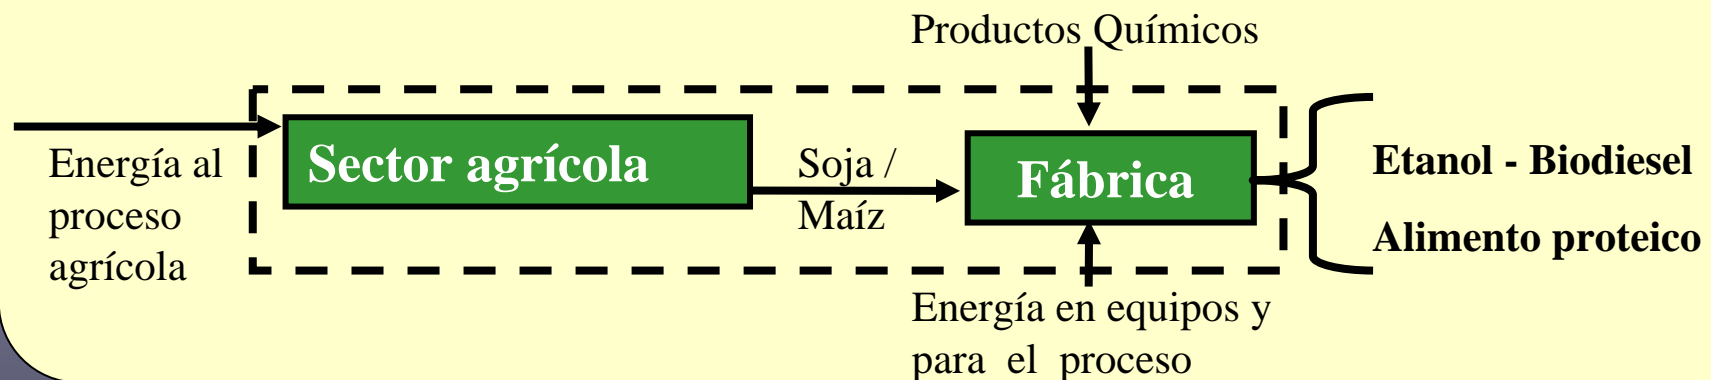 Productos Químicos
Energía al
proceso
agrícola
Sector agrícola
Soja /
Maíz
Fábrica
Etanol - Biodiesel
Alimento proteico
Energía en equipos y
para el proceso